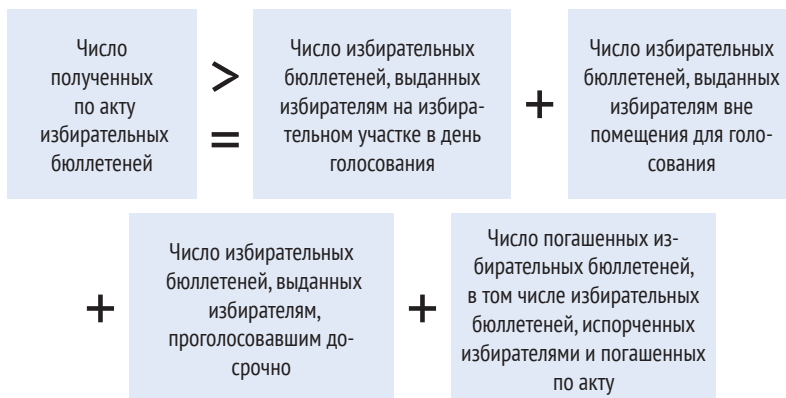 Число
полученных
по акту
избирательных
бюллетеней
>
=
Число избирательных
бюллетеней, выданных
избирателям на избира-
тельном участке в день
голосования
+
Число избирательных
бюллетеней, выданных
избирателям вне
помещения для голо-
сования
+
Число избирательных
бюллетеней, выданных
избирателям,
проголосовавшим до-
срочно
+
Число погашенных из-
бирательных бюллетеней,
в том числе избирательных
бюллетеней, испорченных
избирателями и погашенных
по акту